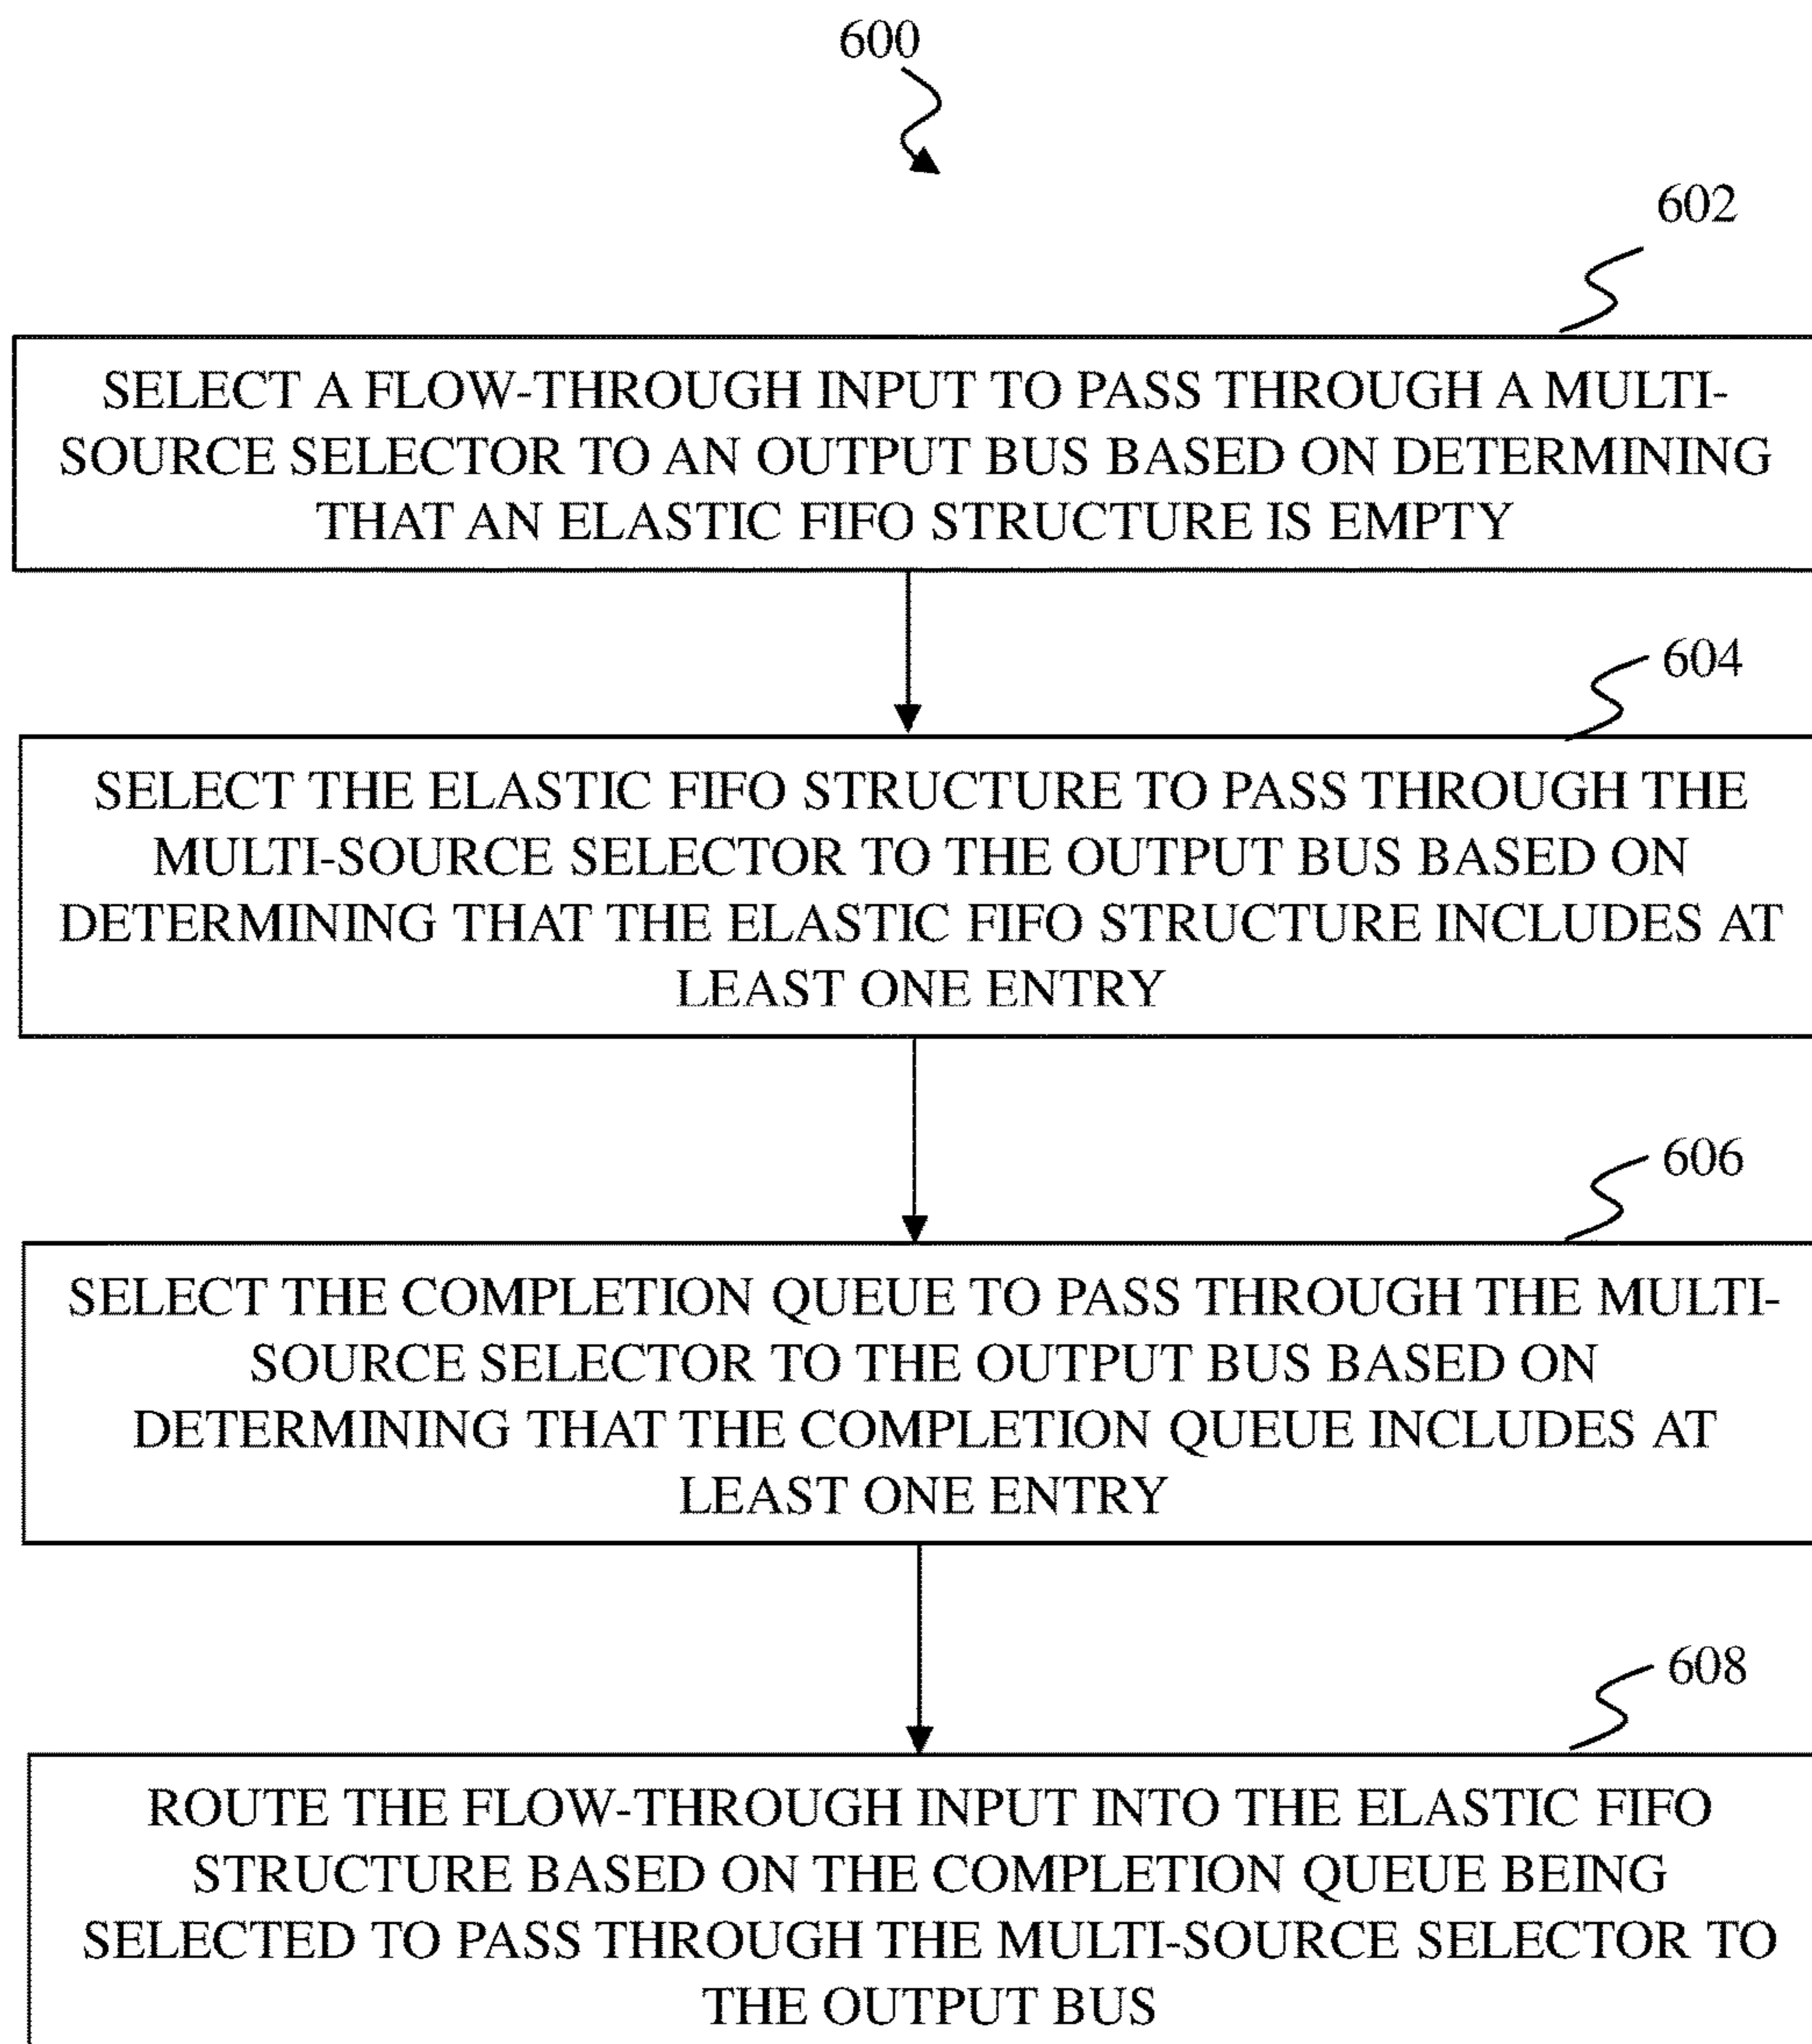 600
602
SELECT A FLOW-THROUGH INPUT TO PASS THROUGH A MULTI-
SOURCE SELECTOR TO AN OUTPUT BUS BASED ON DETERMINING
THAT AN ELASTIC FIFO STRUCTURE IS EMPTY
604
SELECT THE ELASTIC FIFO STRUCTURE TO PASS THROUGH THE
MULTI-SOURCE SELECTOR TO THE OUTPUT BUS BASED ON
DETERMINING THAT THE ELASTIC FIFO STRUCTURE INCLUDES AT
LEAST ONE ENTRY
606
SELECT THE COMPLETION QUEUE TO PASS THROUGH THE MULTI-
SOURCE SELECTOR TO THE OUTPUT BUS BASED ON
DETERMINING THAT THE COMPLETION QUEUE INCLUDES AT
LEAST ONE ENTRY
608
ROUTE THE FLOW-THROUGH INPUT INTO THE ELASTIC FIFO
STRUCTURE BASED ON THE COMPLETION QUEUE BEING
SELECTED TO PASS THROUGH THE MULTI-SOURCE SELECTOR TO
THE OUTPUT BUS